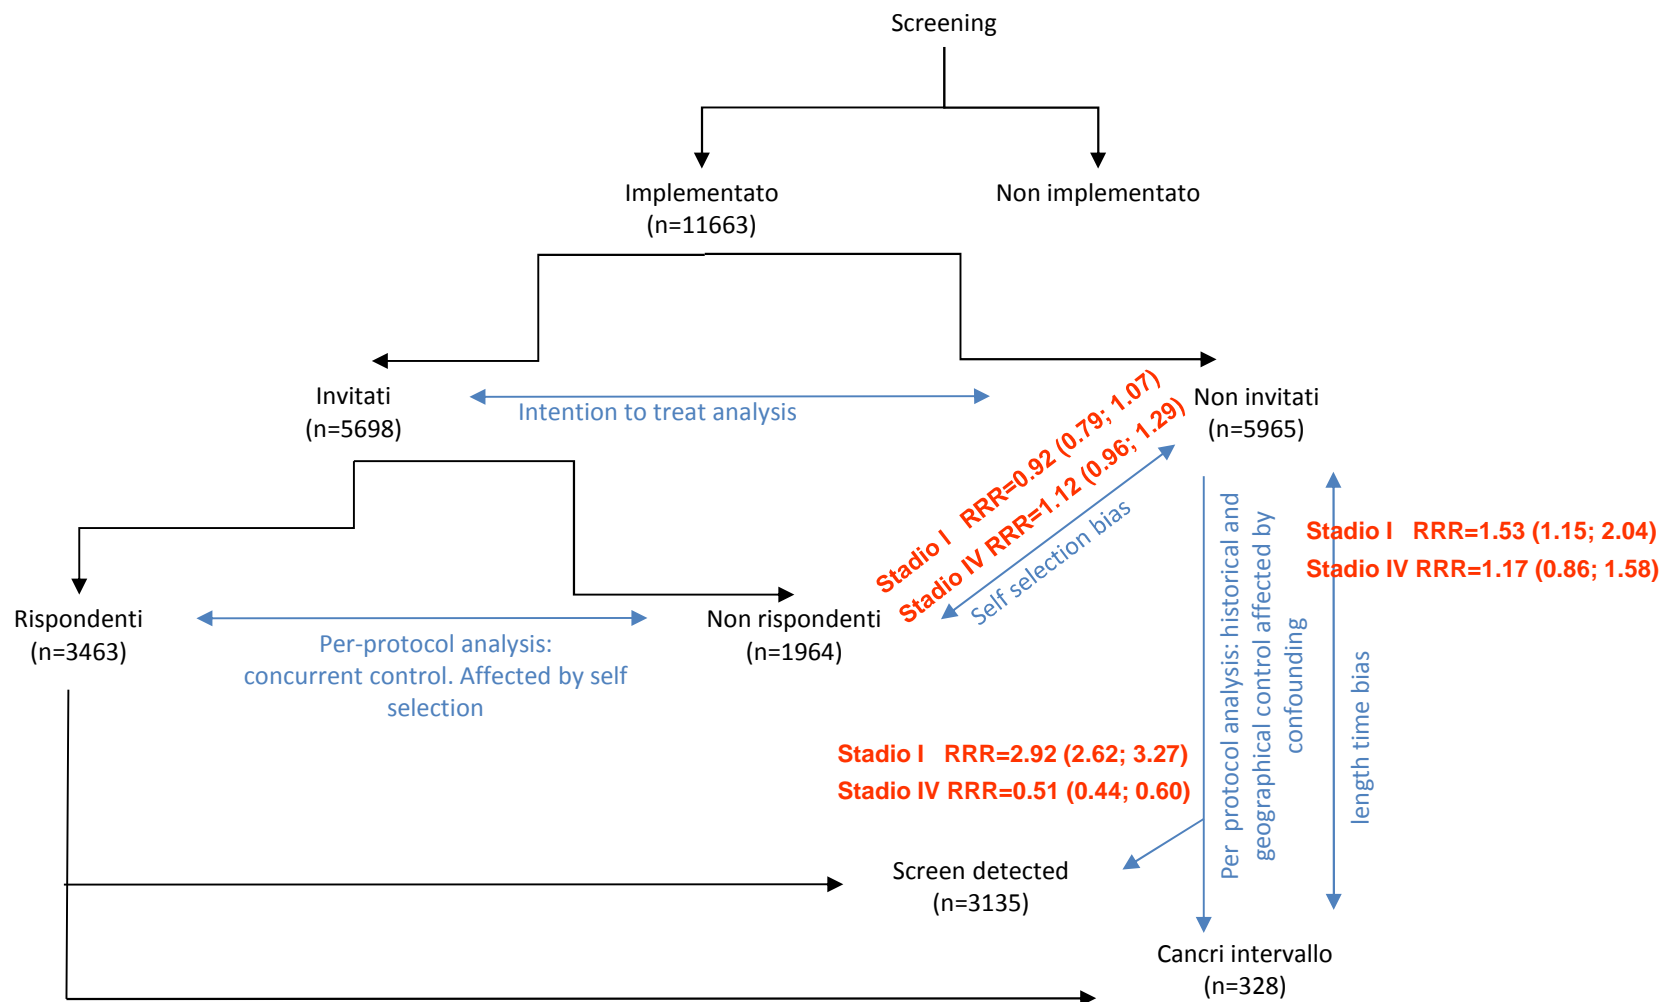 Screening
Implementato
(n=11663)
Non implementato
Invitati
(n=5698)
Intention to treat analysis
Non invitati
(n=5965)
Stadio I RRR=0.92 (0.79; 1.07)
Stadio IV RRR=1.12 (0.96; 1.29)
Self selection bias
Stadio I RRR=1.53 (1.15; 2.04)
Stadio IV RRR=1.17 (0.86; 1.58)
Rispondenti
(n=3463)
Per-protocol analysis:
concurrent control. Affected by self
selection
Non rispondenti
(n=1964)
Per protocol analysis: historical and
geographical control affected by
confounding
length time bias
Stadio I RRR=2.92 (2.62; 3.27)
Stadio IV RRR=0.51 (0.44; 0.60)
Screen detected
(n=3135)
Cancri intervallo
(n=328)